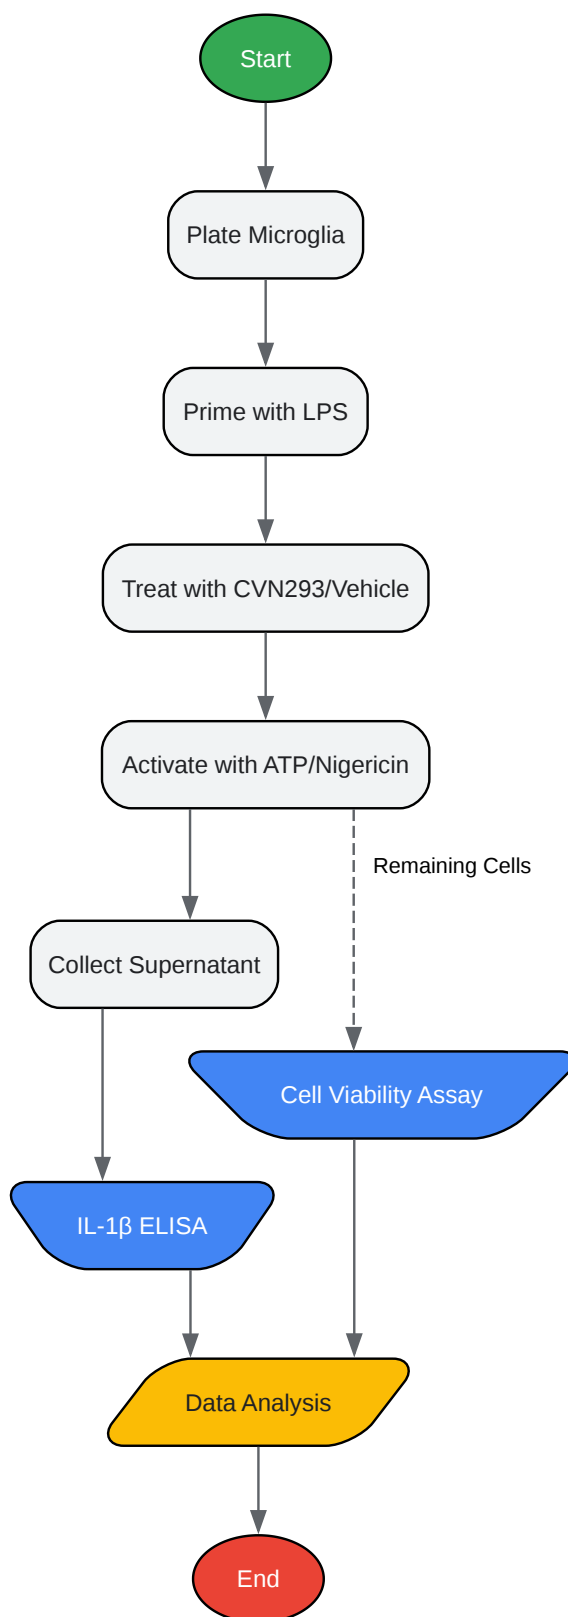 Start
Plate Microglia
Prime with LPS
Treat with CVN293/Vehicle
Activate with ATP/Nigericin
Remaining Cells
Collect Supernatant
Cell Viability Assay
IL-1β ELISA
Data Analysis
End